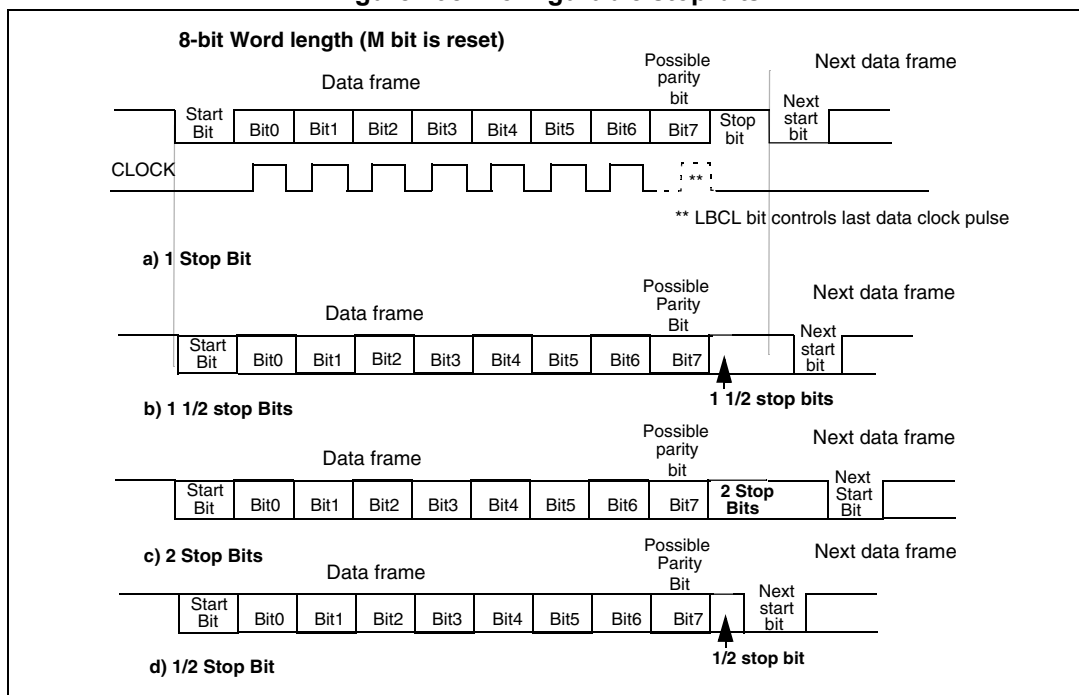 8-bit Word length (M bit is reset)
Data frame
Possible
parity
bit
Next data frame
Start
Bit
Bit0
Bit1
Bit2
Bit3
Bit4
Bit5
Bit6
Bit7
Stop
bit
Next
start
bit
CLOCK
**
** LBCL bit controls last data clock pulse
a) 1 Stop Bit
Data frame
Possible
Parity
Bit
Next data frame
Start
Bit
Bit0
Bit1
Bit2
Bit3
Bit4
Bit5
Bit6
Bit7
Next
start
bit
1 1/2 stop bits
b) 1 1/2 stop Bits
Data frame
Possible
parity
bit
Next data frame
Start
Bit
Bit0
Bit1
Bit2
Bit3
Bit4
Bit5
Bit6
Bit7
2 Stop
Bits
Next
Start
Bit
c) 2 Stop Bits
Data frame
Possible
Parity
Bit
Next data frame
Start
Bit
Bit0
Bit1
Bit2
Bit3
Bit4
Bit5
Bit6
Bit7
Next
start
bit
1/2 stop bit
d) 1/2 Stop Bit